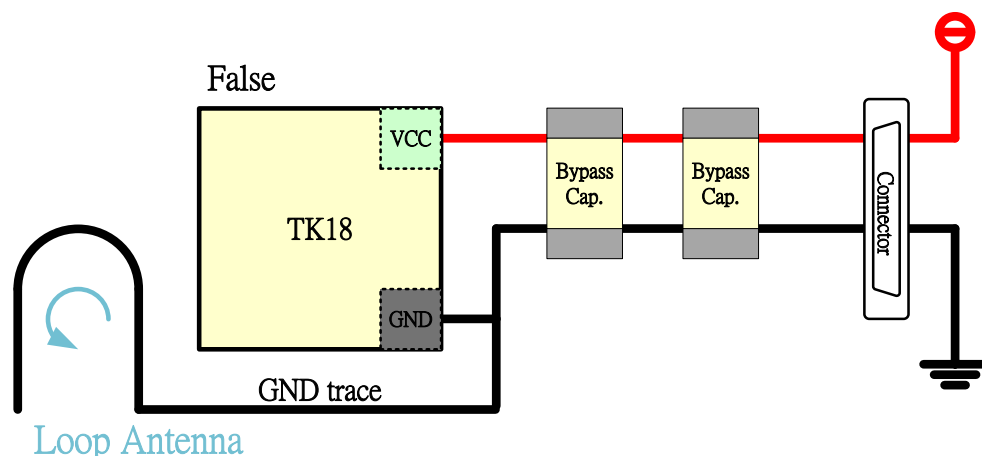 False
VCC
TK18
GND
GND trace
Loop Antenna
Bypass
Cap.
Bypass
Cap.
Connector